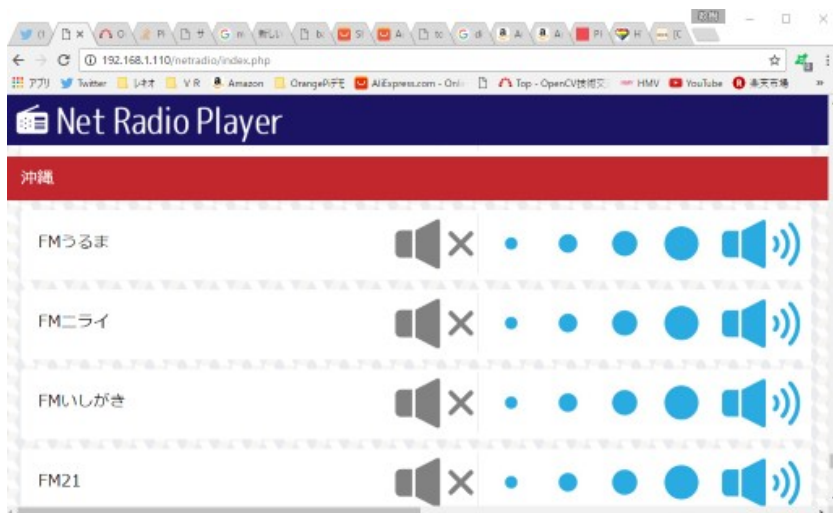 192.168.1.110/netradio/index.php
アプリ Twitter レキオ VR Amazon OrangePiデモ AliExpress.com - Onli Top - OpenCV技術文 HMV YouTube 楽天市場 »
Net Radio Player
沖縄
FMうるま
FMニライ
FMいしがき
FM21